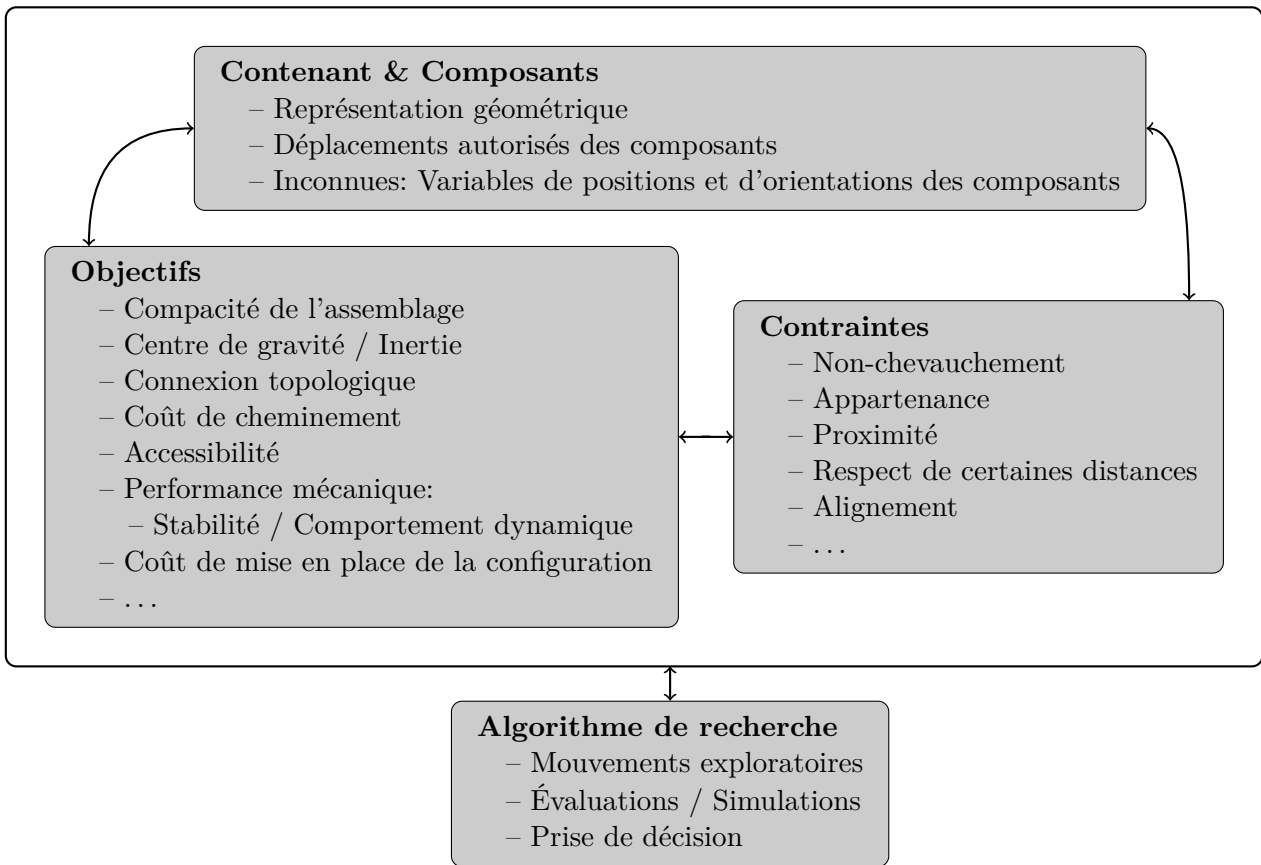 Contenant & Composants
– Représentation géométrique
– Déplacements autorisés des composants
– Inconnues: Variables de positions et d'orientations des composants
Objectifs
– Compacité de l'assemblage
– Centre de gravité / Inertie
– Connexion topologique
– Coût de cheminement
– Accessibilité
– Performance mécanique:
– Stabilité / Comportement dynamique
– Coût de mise en place de la configuration
– . . .
Contraintes
– Non-chevauchement
– Appartenance
– Proximité
– Respect de certaines distances
– Alignement
– . . .
Algorithme de recherche
– Mouvements exploratoires
– Évaluations / Simulations
– Prise de décision